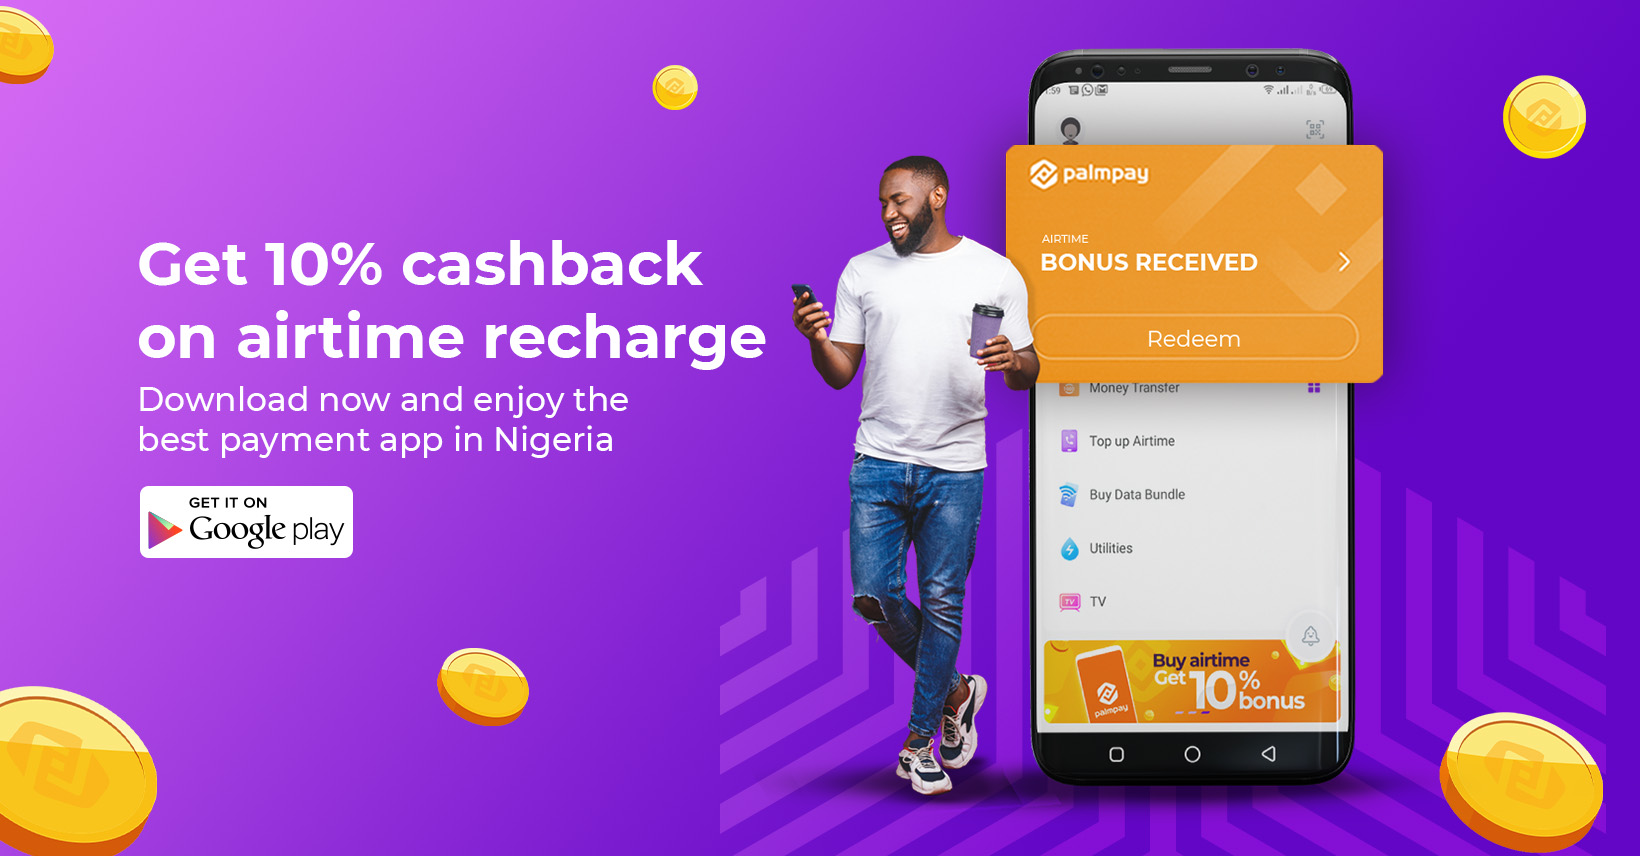 Get 10% cashback
on airtime recharge
Download now and enjoy the
best payment app in Nigeria
GET IT ON
Google play
:59
palmpay
AIRTIME
BONUS RECEIVED
Redeem
Money Transfer
Top up Airtime
Buy Data Bundle
Utilities
TV
TV
Buy airtime
Get 10%
bonus
palmpay